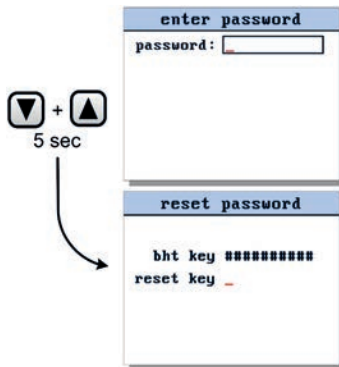 enter password
password:
+
5 sec
reset password
bht key ##########
reset key